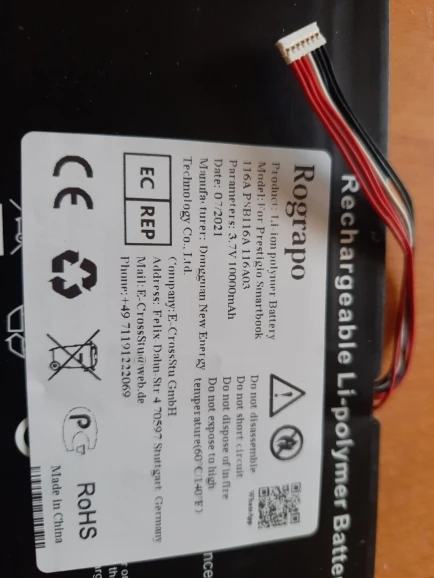 Rechargeable Li-polymer Batte
Rograpo
Product: Li-ion polymer Battery
Model:For Prestigio Smartbook
116A PSB116A 116A03
Parameters: 3.7V 10000mAh
Date: 07/2021
Manufacturer: Dongguan New Energy
Technology Co., Ltd.
Do not disassemble
Do not short circuit
Do not dispose of in fire
Do not expose to high
temperature(60°C/140°F)
WhatsApp
EC REP
Company:E-CrossStu GmbH
Address: Felix-Dahn-Str 4 70597 Stuttgart Germany
Mail:E-CrossStu@web.de
Phone:+49 71191222069
CE
RoHS
Made in China